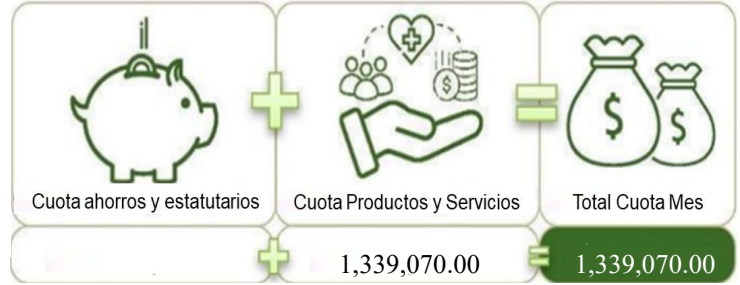 Cuota ahorros y estatutarios
Cuota Productos y Servicios
Total Cuota Mes
1,339,070.00
1,339,070.00